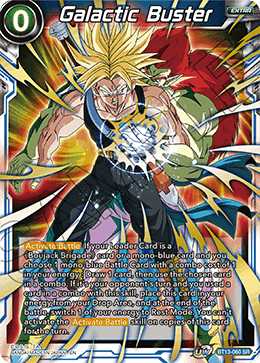 0
Galactic Buster
EXTRA
Activate:Battle If your Leader Card is a
《Boujack Brigade》 card or a mono-blue card and you
choose 1 mono-blue Battle Card with a combo cost of 1
in your energy: Draw 1 card, then use the chosen card
in a combo. If it's your opponent's turn and you used a
card in a combo with this skill, place this card in your
energy from your Drop Area, and at the end of the
battle, switch 1 of your energy to Rest Mode. You can't
activate the Activate:Battle skill on copies of this card
for the turn.
BT13-060 SR